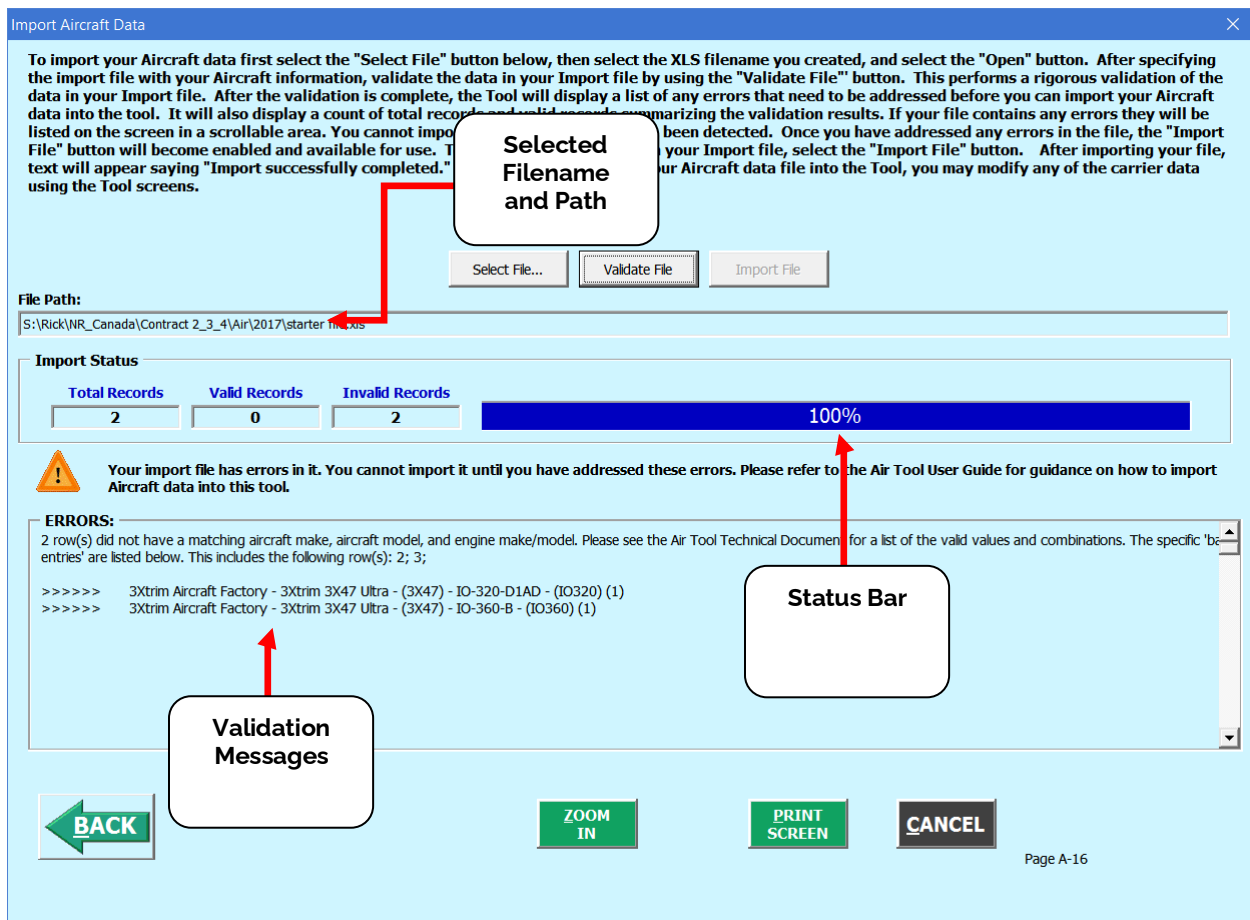 Import Aircraft Data
To import your Aircraft data first select the "Select File" button below, then select the XLS filename you created, and select the "Open" button. After specifying
the import file with your Aircraft information, validate the data in your Import file by using the "Validate File"' button. This performs a rigorous validation of the
data in your Import file. After the validation is complete, the Tool will display a list of any errors that need to be addressed before you can import your Aircraft
data into the tool. It will also display a count of total records and valid records summarizing the validation results. If your file contains any errors they will be
listed on the screen in a scrollable area. You cannot been detected. Once you have addressed any errors in the file, the "Import
File" button will become enabled and available for use. your Import file, select the "Import File" button. After importing your file,
text will appear saying "Import successfully completed." Aircraft data file into the Tool, you may modify any of the carrier data
using the Tool screens.
Selected
Filename
and Path
Select File...
Validate File
Import File
File Path:
S:\Rick\NR_Canada\Contract 2_3_4\Air\2017\starter
Import Status
Total Records Valid Records Invalid Records
2 0 2 100%
Your import file has errors in it. You cannot import it until you have addressed these errors. Please refer to the Air Tool User Guide for guidance on how to import
Aircraft data into this tool.
ERRORS:
2 row(s) did not have a matching aircraft make, aircraft model, and engine make/model. Please see the Air Tool Technical Document for a list of the valid values and combinations. The specific
entries' are listed below. This includes the following row(s): 2; 3;
>>>>>> 3Xtrim Aircraft Factory - 3Xtrim 3X47 Ultra - (3X47) - IO-320-D1AD - (IO320) (1)
>>>>>> 3Xtrim Aircraft Factory - 3Xtrim 3X47 Ultra - (3X47) - IO-360-B - (IO360) (1)
Status Bar
Validation
Messages
BACK
ZOOM
IN
PRINT
SCREEN
CANCEL
Page A-16